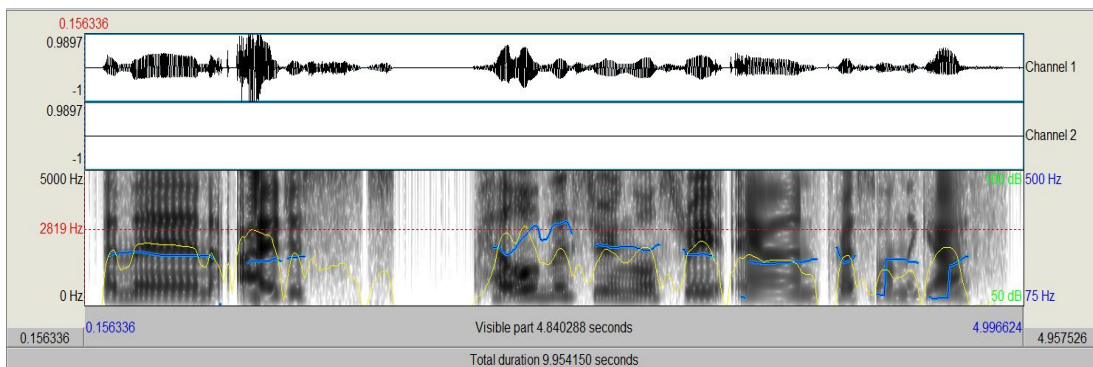 0.156336
0.9897
-1
Channel 1
0.9897
-1
Channel 2
5000 Hz
100 dB
500 Hz
2819 Hz
0 Hz
50 dB
75 Hz
0.156336
0.156336
Visible part 4.840288 seconds
4.996624
4.957526
Total duration 9.954150 seconds